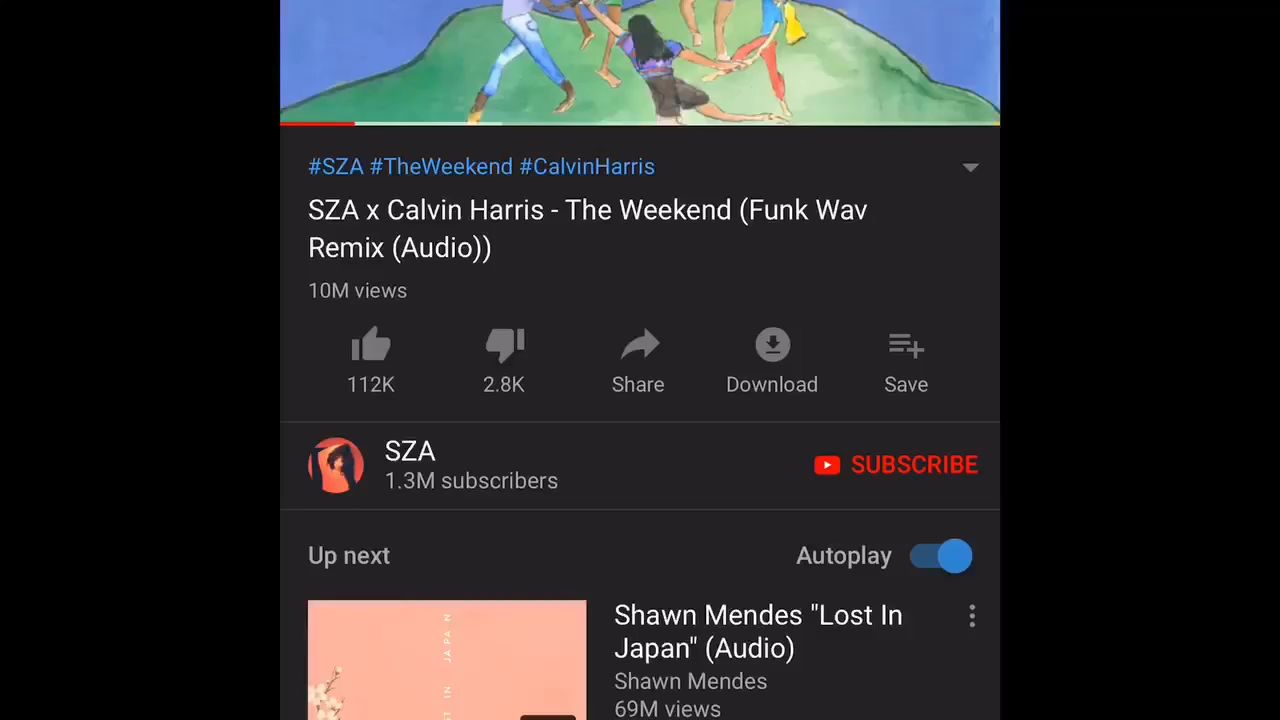 #SZA #TheWeekend #CalvinHarris
SZA x Calvin Harris - The Weekend (Funk Wav
Remix (Audio))
10M views
112K
2.8K
Share
Download
Save
SZA
1.3M subscribers
SUBSCRIBE
Up next
Autoplay
Shawn Mendes "Lost In
Japan" (Audio)
Shawn Mendes
69M views
IN JAPAN